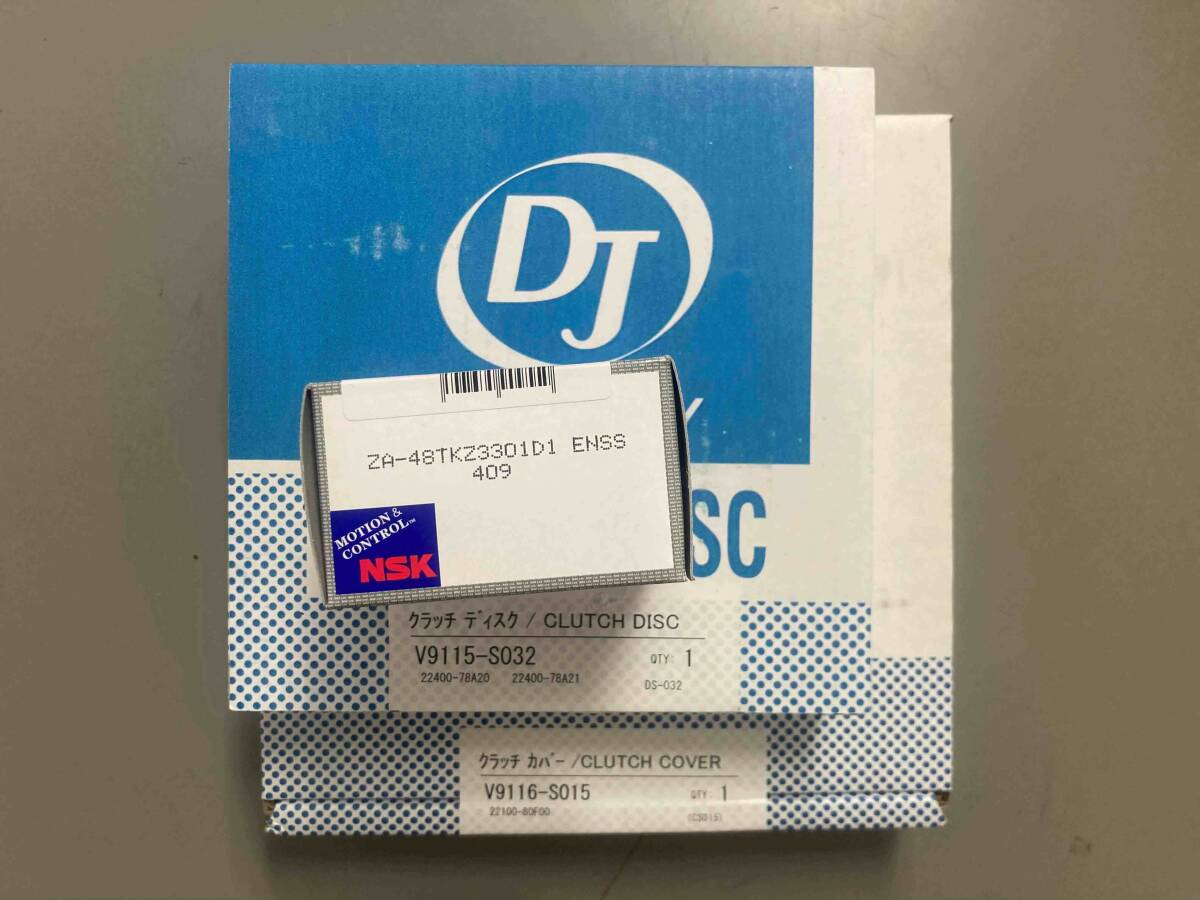 DJ
ZA-48TKZ3301D1 ENSS
409
MOTION &
CONTROL™
NSK
SC
クラッチ ディスク / CLUTCH DISC
V9115-S032 QTY: 1
22400-78A20 22400-78A21 DS-032
クラッチ カバー /CLUTCH COVER
V9116-S015 QTY: 1
22100-80F00 (CS015)